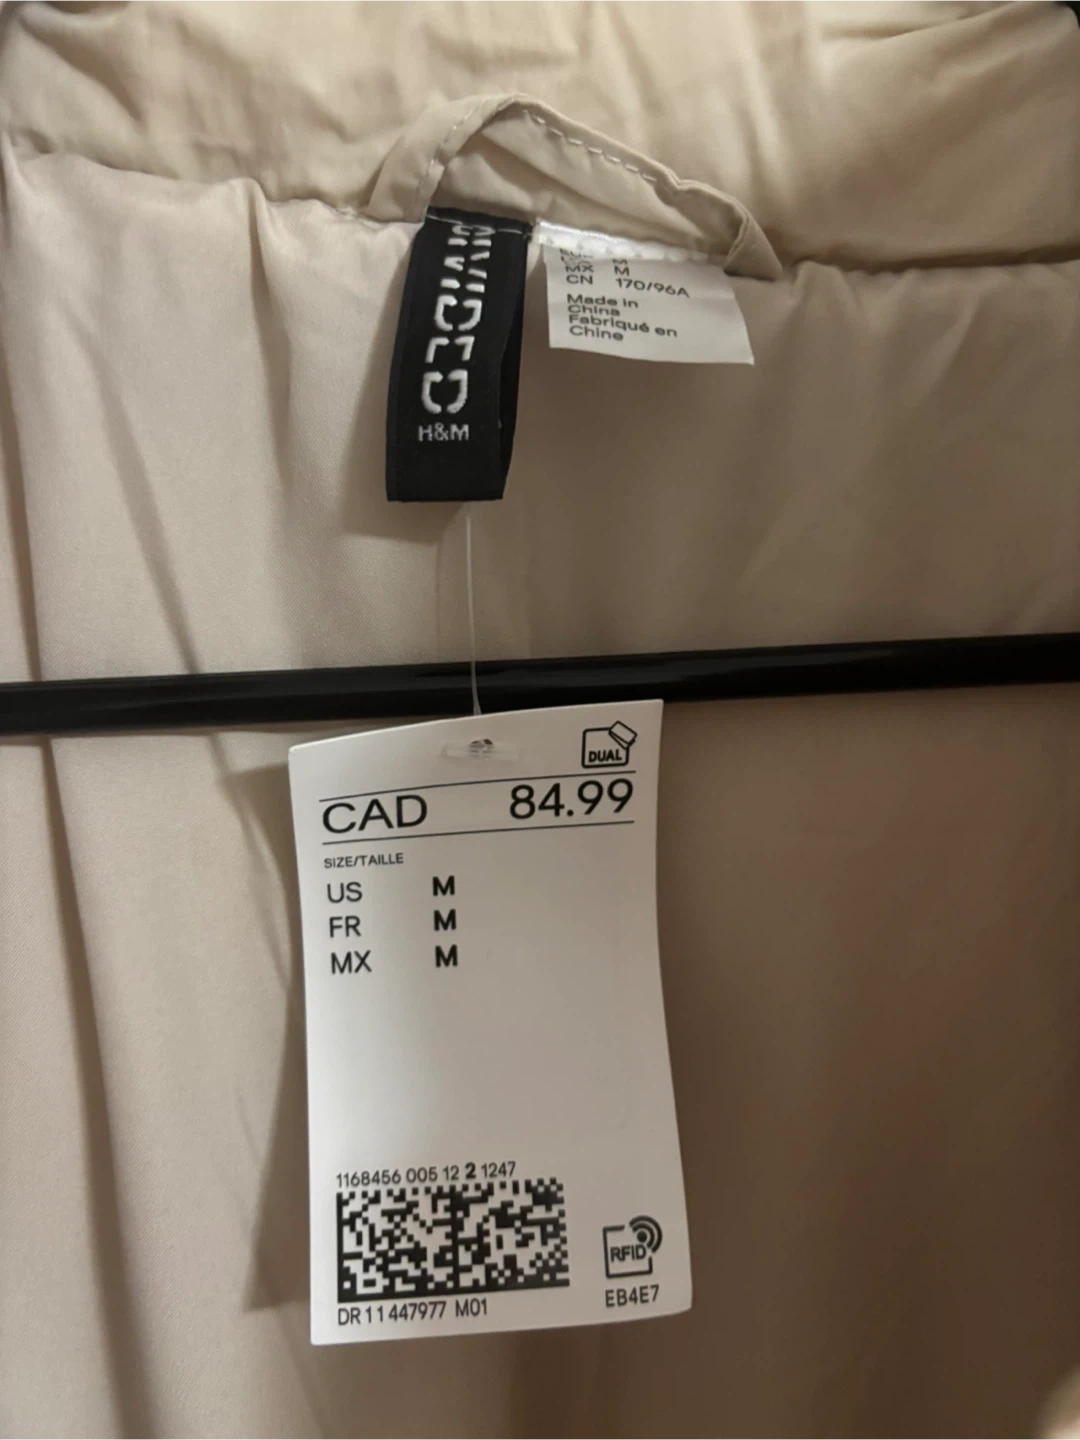 DIVIDED
H&M
MX M
CN 170/96A
Made in
China
Fabriqué en
Chine
DUAL
CAD 84.99
SIZE/TAILLE
US M
FR M
MX M
1168456 005 12 2 1247
RFID
DR11447977 M01
EB4E7